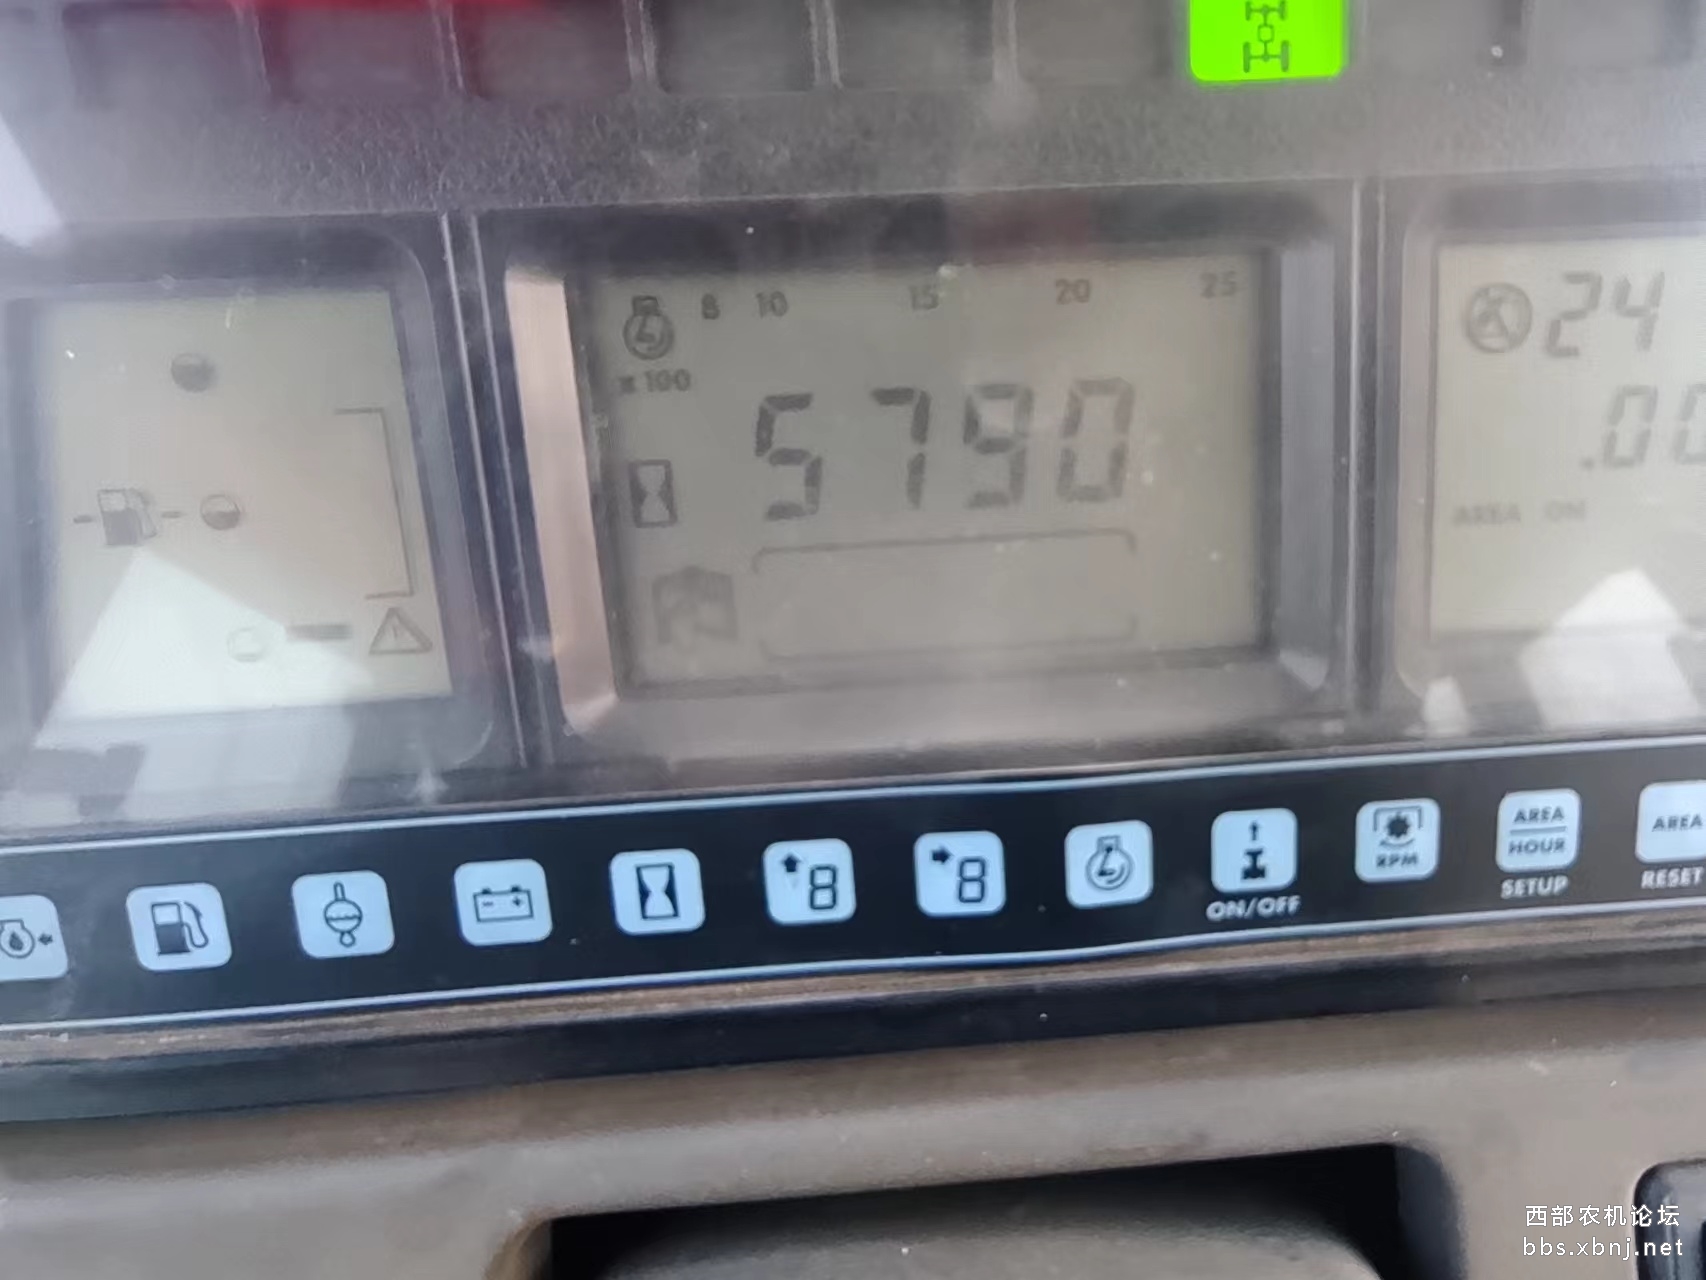 8 10 15 20 25
x 100
5790
24
.00
AREA ON
8
8
RPM
AREA
HOUR
AREA
ON/OFF
SETUP
RESET
西部农机论坛
bbs.xbnj.net